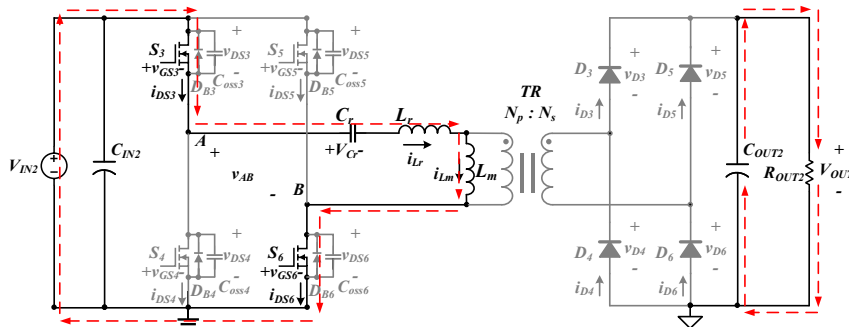 S3 + vDS3 - +vGS3- iDS3 DB3 Coss3
S5 + vDS5 - +vGS5- iDS5 DB5 Coss5
VIN2 CIN2
A + vAB - B
Cr +VCr- Lr iLr
iLm Lm
TR
Np : Ns
D3 + vD3 - iD3
D5 + vD5 - iD5
COUT2 ROUT2 + VOUT2 -
S4 + vDS4 - +vGS4- iDS4 DB4 Coss4
S6 + vDS6 - +vGS6- iDS6 DB6 Coss6
D4 + vD4 - iD4
D6 + vD6 - iD6